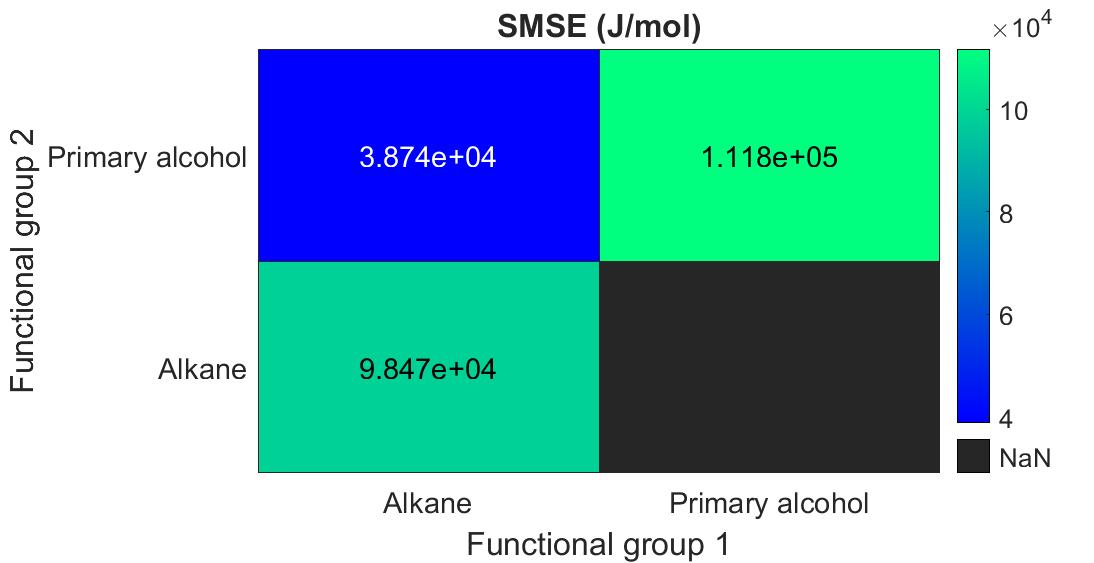 SMSE (J/mol)
×10^4
Functional group 2
Primary alcohol
3.874e+04
1.118e+05
Alkane
9.847e+04
10
8
6
4
NaN
Alkane
Primary alcohol
Functional group 1